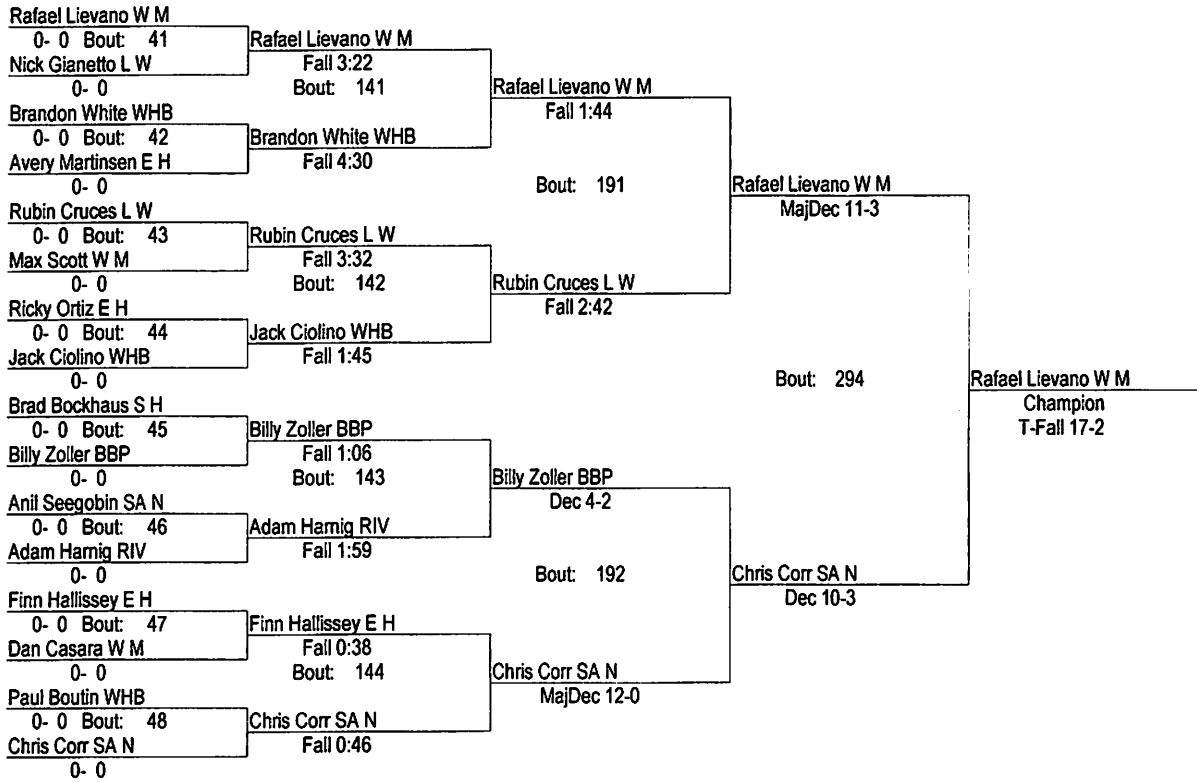 Rafael Lievano W M
0- 0 Bout: 41
Nick Gianetto L W
0- 0
Brandon White WHB
0- 0 Bout: 42
Avery Martinsen E H
0- 0
Rubin Cruces L W
0- 0 Bout: 43
Max Scott W M
0- 0
Ricky Ortiz E H
0- 0 Bout: 44
Jack Ciolino WHB
0- 0
Brad Bockhaus S H
0- 0 Bout: 45
Billy Zoller BBP
0- 0
Anil Seegobin SA N
0- 0 Bout: 46
Adam Harnig RIV
0- 0
Finn Hallissey E H
0- 0 Bout: 47
Dan Casara W M
0- 0
Paul Boutin WHB
0- 0 Bout: 48
Chris Corr SA N
0- 0
Rafael Lievano W M
Fall 3:22
Bout: 141
Brandon White WHB
Fall 4:30
Rubin Cruces L W
Fall 3:32
Bout: 142
Jack Ciolino WHB
Fall 1:45
Billy Zoller BBP
Fall 1:06
Bout: 143
Adam Harnig RIV
Fall 1:59
Finn Hallissey E H
Fall 0:38
Bout: 144
Chris Corr SA N
Fall 0:46
Rafael Lievano W M
Fall 1:44
Bout: 191
Rubin Cruces L W
Fall 2:42
Billy Zoller BBP
Dec 4-2
Bout: 192
Chris Corr SA N
MajDec 12-0
Rafael Lievano W M
MajDec 11-3
Bout: 294
Chris Corr SA N
Dec 10-3
Rafael Lievano W M
Champion
T-Fall 17-2